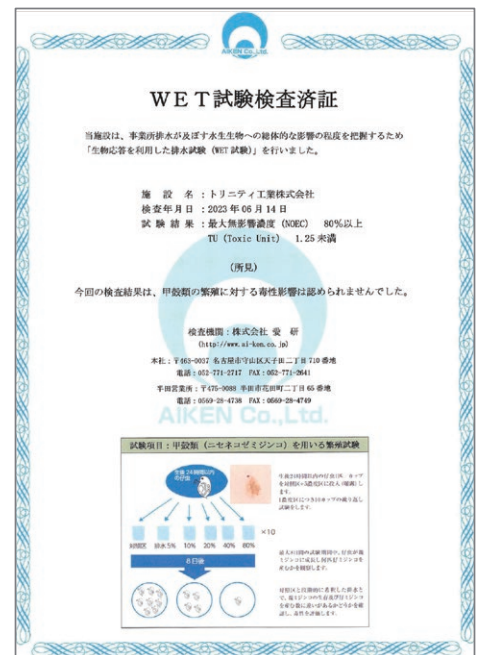 AIKEN Co., Ltd.
WET試験検査済証
当施設は、事業所排水が及ぼす水生生物への総体的な影響の程度を把握するため
「生物応答を利用した排水試験（WET 試験）」を行いました。
施設名：トリニティ工業株式会社
検査年月日：2023年06月14日
試験結果：最大無影響濃度（NOEC） 80％以上
TU（Toxic Unit） 1.25未満
（所見）
今回の検査結果は、甲殻類の繁殖に対する毒性影響は認められませんでした。
検査機関：株式会社 愛 研
(http://www.ai-ken.co.jp)
本社：〒463-0037 名古屋市守山区天子田二丁目710番地
電話：052-771-2717 FAX：052-771-2641
半田営業所：〒475-0088 半田市花田町二丁目65番地
電話：0569-28-4738 FAX：0569-28-4749
AIKEN Co.,Ltd.
試験項目：甲殻類（ニセネコゼミジンコ）を用いる繁殖試験
生後24時間以内
の仔虫
×10
対照区 排水5% 10% 20% 40% 80%
8日後